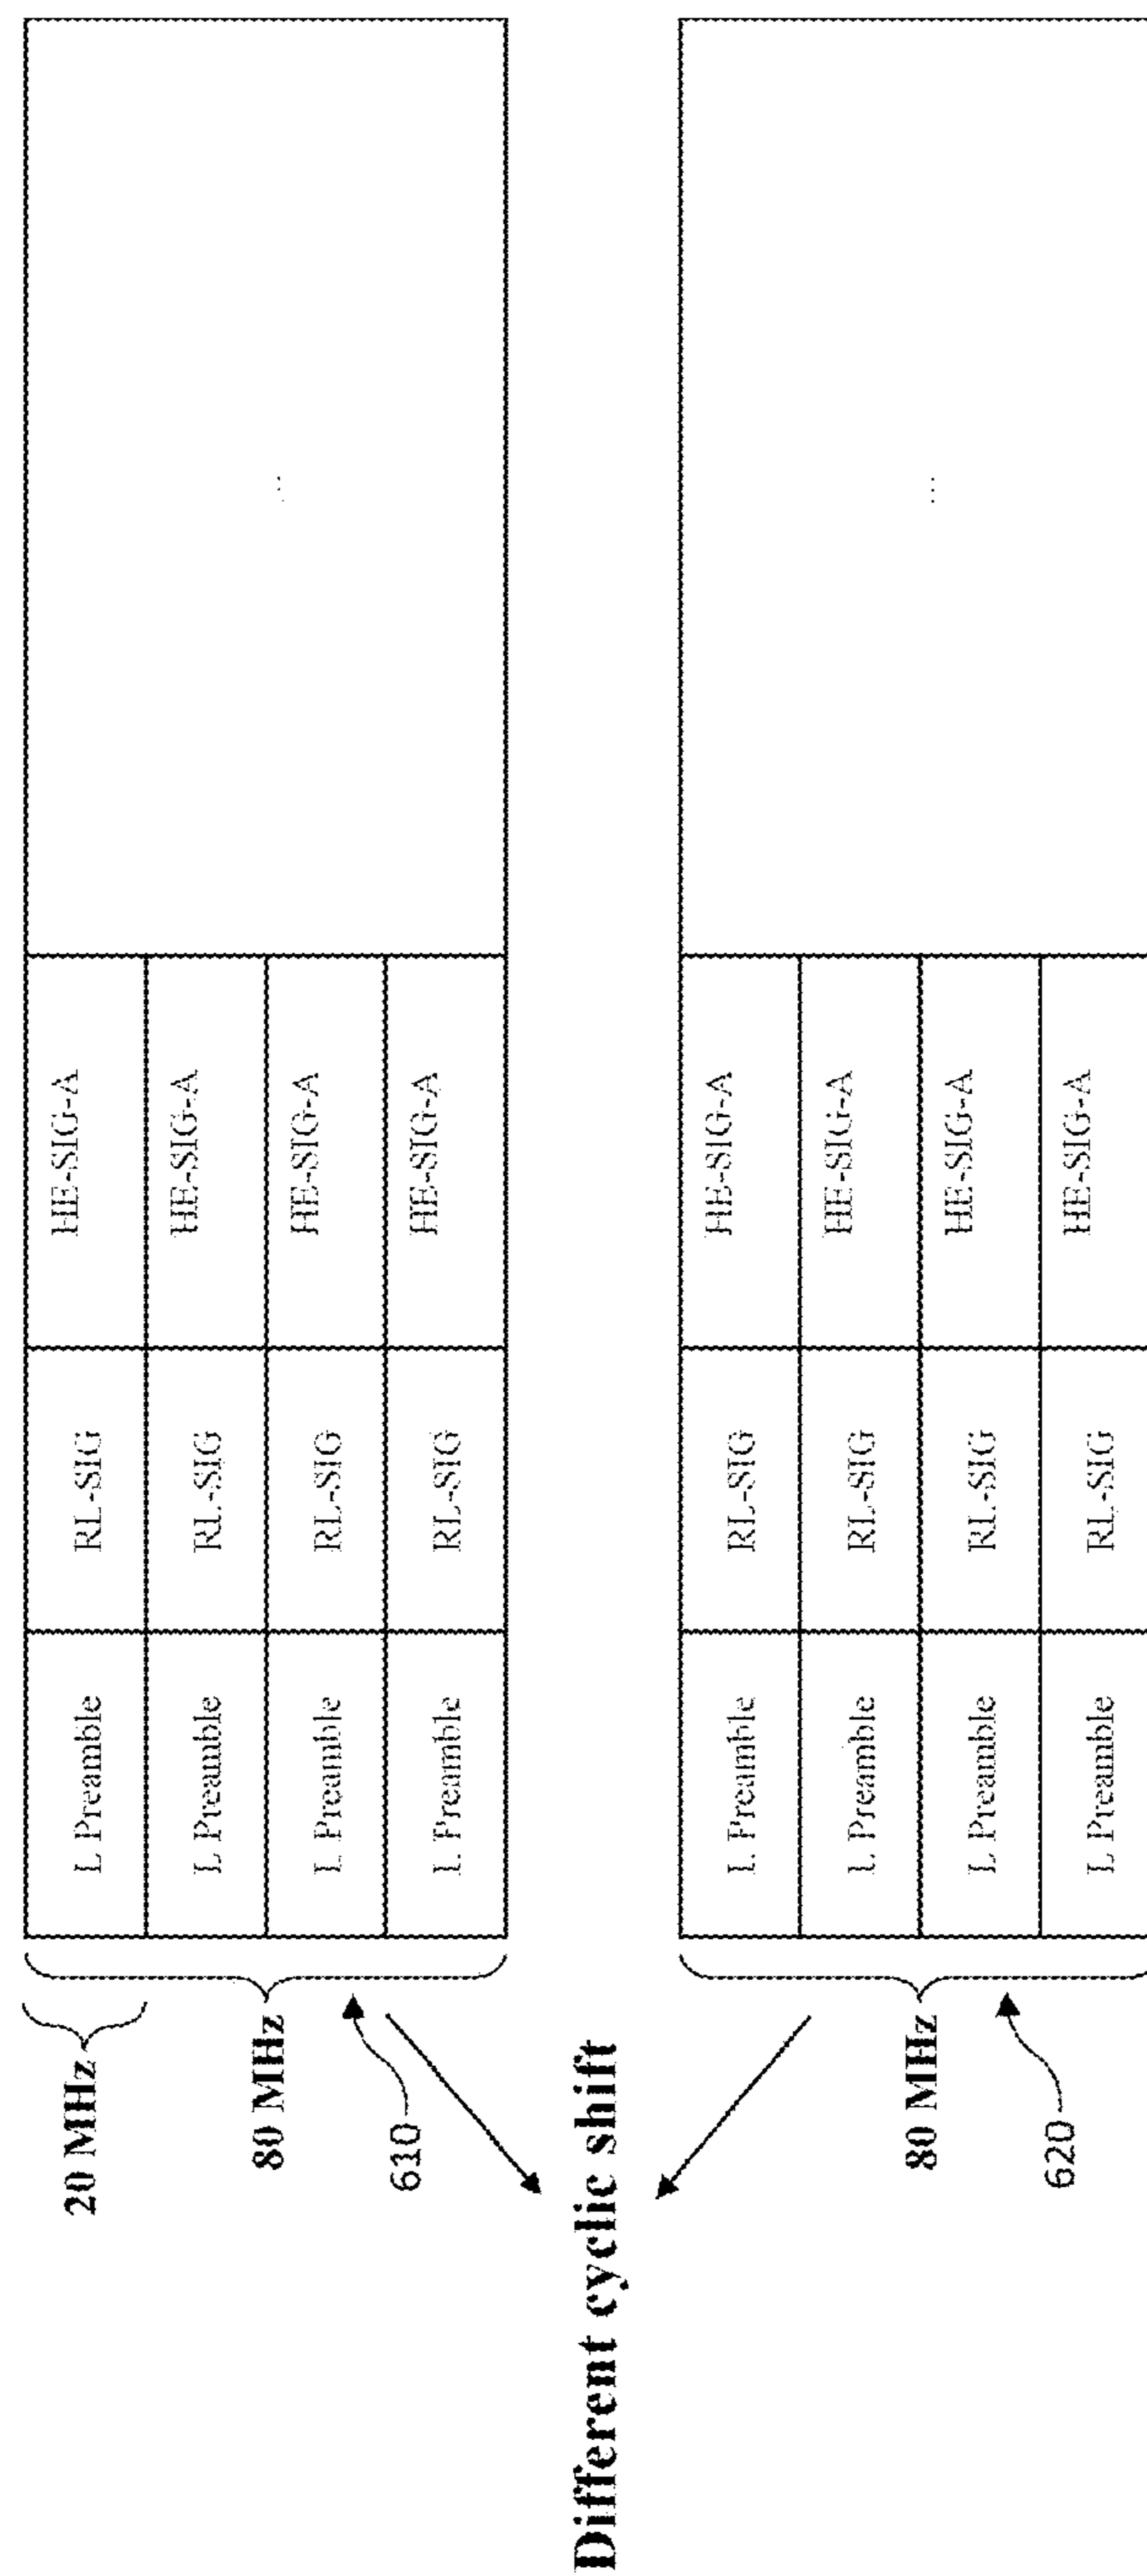 20 MHz L Preamble RL-SIG HE-SIG-A
L Preamble RL-SIG HE-SIG-A
80 MHz ...
L Preamble RL-SIG HE-SIG-A
610
L Preamble RL-SIG HE-SIG-A
Different cyclic shift
L Preamble RL-SIG HE-SIG-A
L Preamble RL-SIG HE-SIG-A
80 MHz ...
L Preamble RL-SIG HE-SIG-A
620
L Preamble RL-SIG HE-SIG-A